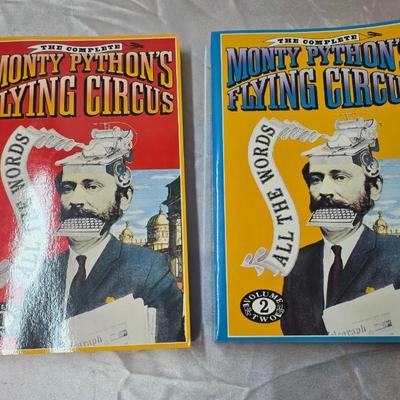 THE COMPLETE
MONTY PYTHON'S
FLYING CIRCUS
ALL THE WORDS
THE COMPLETE
MONTY PYTHON'S
FLYING CIRCUS
ALL THE WORDS
VOLUME
2
TWO